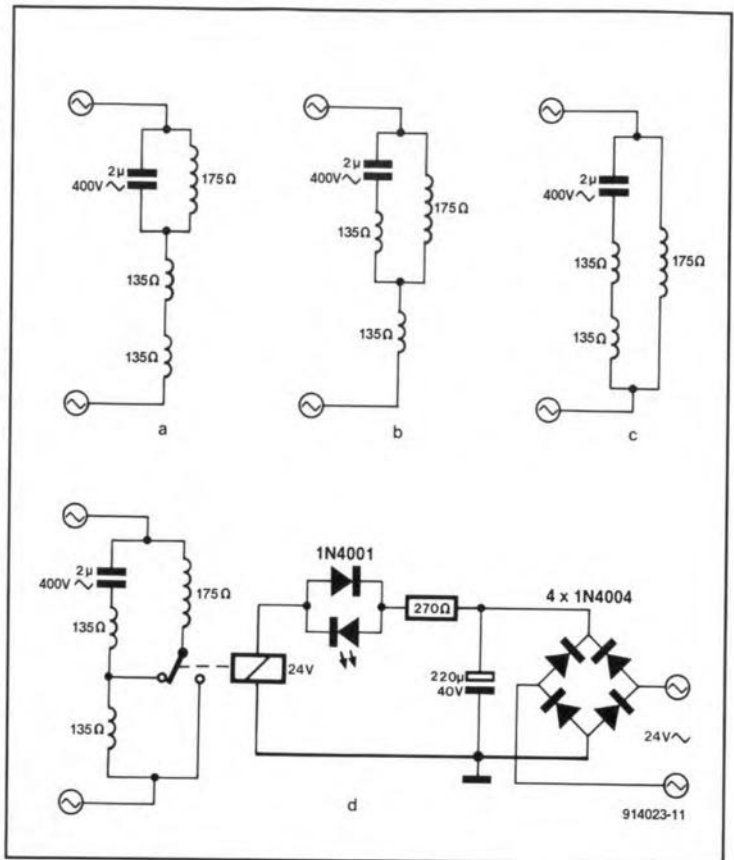 2μ
400V ∿
175Ω
135Ω
135Ω
a
2μ
400V ∿
175Ω
135Ω
135Ω
b
2μ
400V ∿
175Ω
135Ω
135Ω
c
2μ
400V ∿
175Ω
135Ω
135Ω
24V
1N4001
270Ω
220μ
40V
4 x 1N4004
24V ∿
d
914023-11